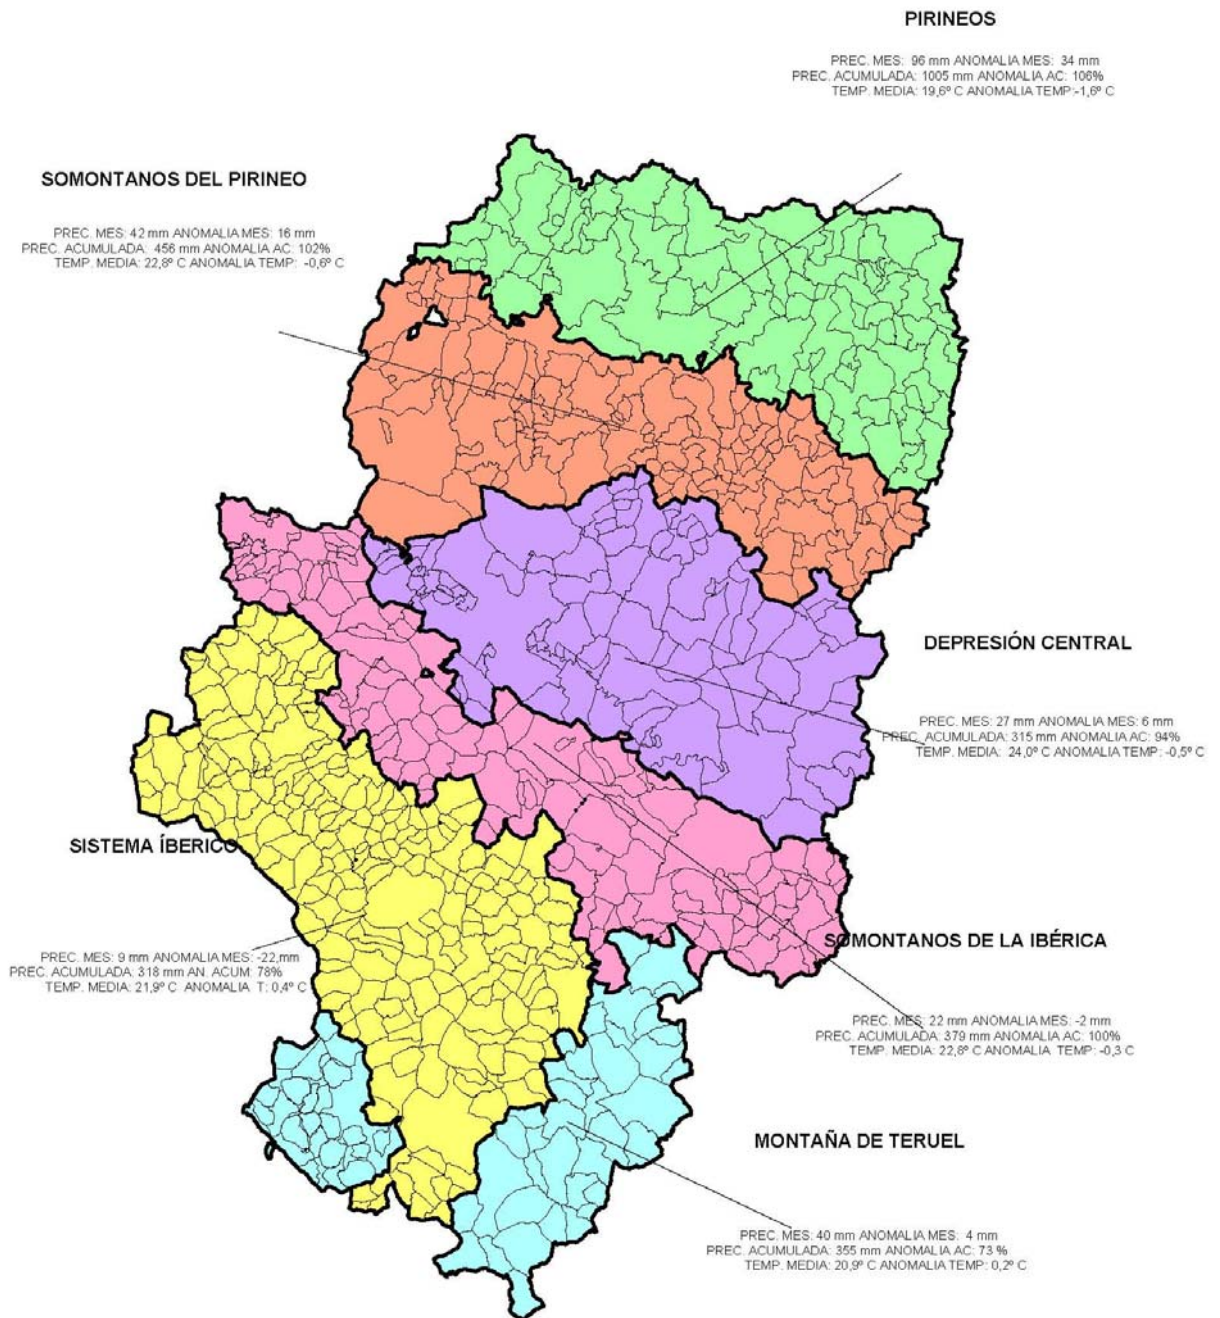 PIRINEOS
PREC. MES: 96 mm ANOMALIA MES: 34 mm
PREC. ACUMULADA: 1005 mm ANOMALIA AC: 106%
TEMP. MEDIA: 19,6º C ANOMALIA TEMP:-1,6º C
SOMONTANOS DEL PIRINEO
PREC. MES: 42 mm ANOMALIA MES: 16 mm
PREC. ACUMULADA: 456 mm ANOMALIA AC: 102%
TEMP. MEDIA: 22,8º C ANOMALIA TEMP: -0,6º C
DEPRESIÓN CENTRAL
PREC. MES: 27 mm ANOMALIA MES: 6 mm
PREC. ACUMULADA: 315 mm ANOMALIA AC: 94%
TEMP. MEDIA: 24,0º C ANOMALIA TEMP: -0,5º C
SISTEMA ÍBERICO
PREC. MES: 9 mm ANOMALIA MES: -22,mm
PREC. ACUMULADA: 318 mm AN. ACUM: 78%
TEMP. MEDIA: 21,9º C ANOMALIA T: 0,4º C
SOMONTANOS DE LA IBÉRICA
PREC. MES: 22 mm ANOMALIA MES: -2 mm
PREC. ACUMULADA: 379 mm ANOMALIA AC: 100%
TEMP. MEDIA: 22,8º C ANOMALIA TEMP: -0,3 C
MONTAÑA DE TERUEL
PREC. MES: 40 mm ANOMALIA MES: 4 mm
PREC. ACUMULADA: 355 mm ANOMALIA AC: 73 %
TEMP. MEDIA: 20,9º C ANOMALIA TEMP: 0,2º C